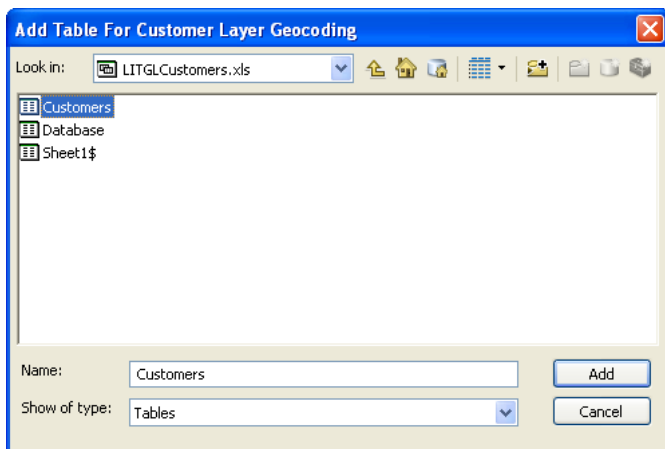 Add Table For Customer Layer Geocoding
Look in: LITGLCustomers.xls
Customers
Database
Sheet1$
Name: Customers Add
Show of type: Tables Cancel